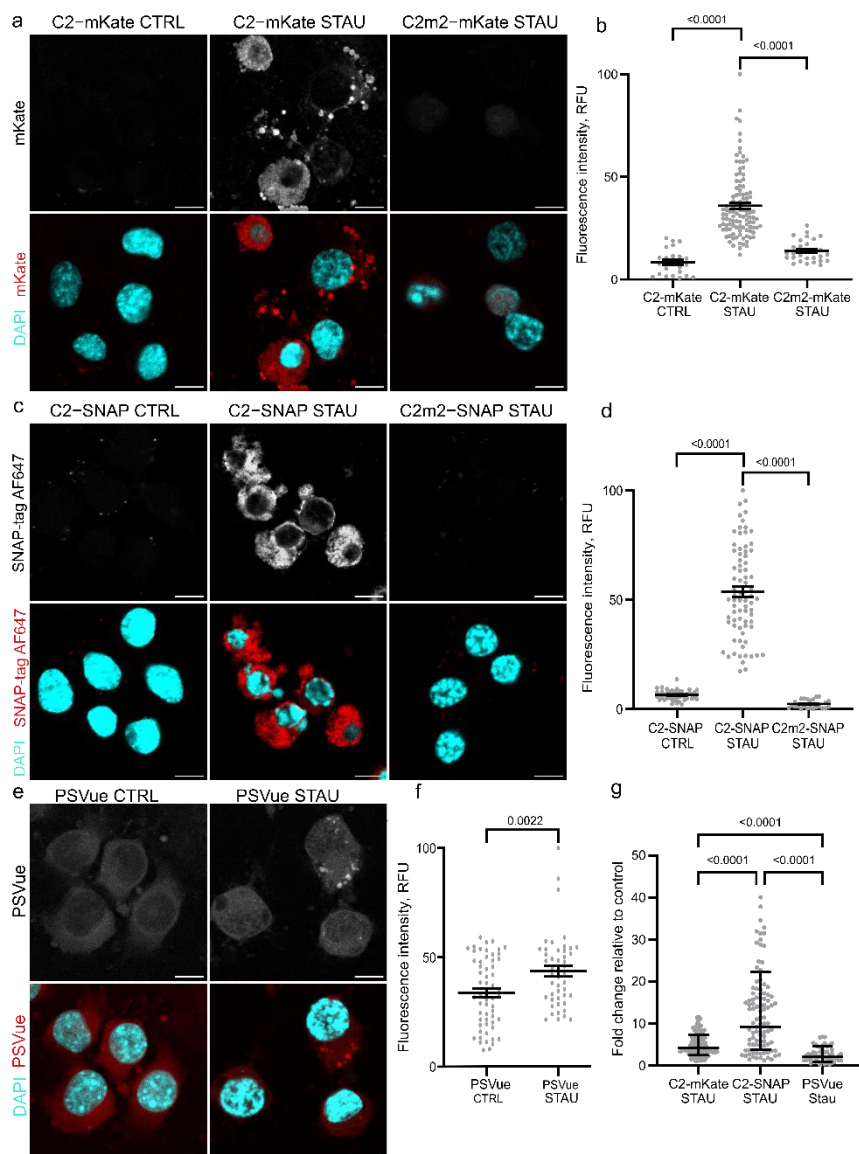 a
C2−mKate CTRL
C2−mKate STAU
C2m2−mKate STAU
mKate
DAPI mKate
b
<0.0001
<0.0001
Fluorescence intensity, RFU
100
50
0
C2−mKate CTRL
C2−mKate STAU
C2m2−mKate STAU
c
C2−SNAP CTRL
C2−SNAP STAU
C2m2−SNAP STAU
SNAP-tag AF647
DAPI SNAP-tag AF647
d
<0.0001
<0.0001
Fluorescence intensity, RFU
100
50
0
C2-SNAP CTRL
C2-SNAP STAU
C2m2-SNAP STAU
e
PSVue CTRL
PSVue STAU
PSVue
DAPI PSVue
f
0.0022
Fluorescence intensity, RFU
100
50
0
PSVue CTRL
PSVue STAU
g
<0.0001
<0.0001
<0.0001
Fold change relative to control
50
40
30
20
10
0
C2-mKate STAU
C2-SNAP STAU
PSVue Stau